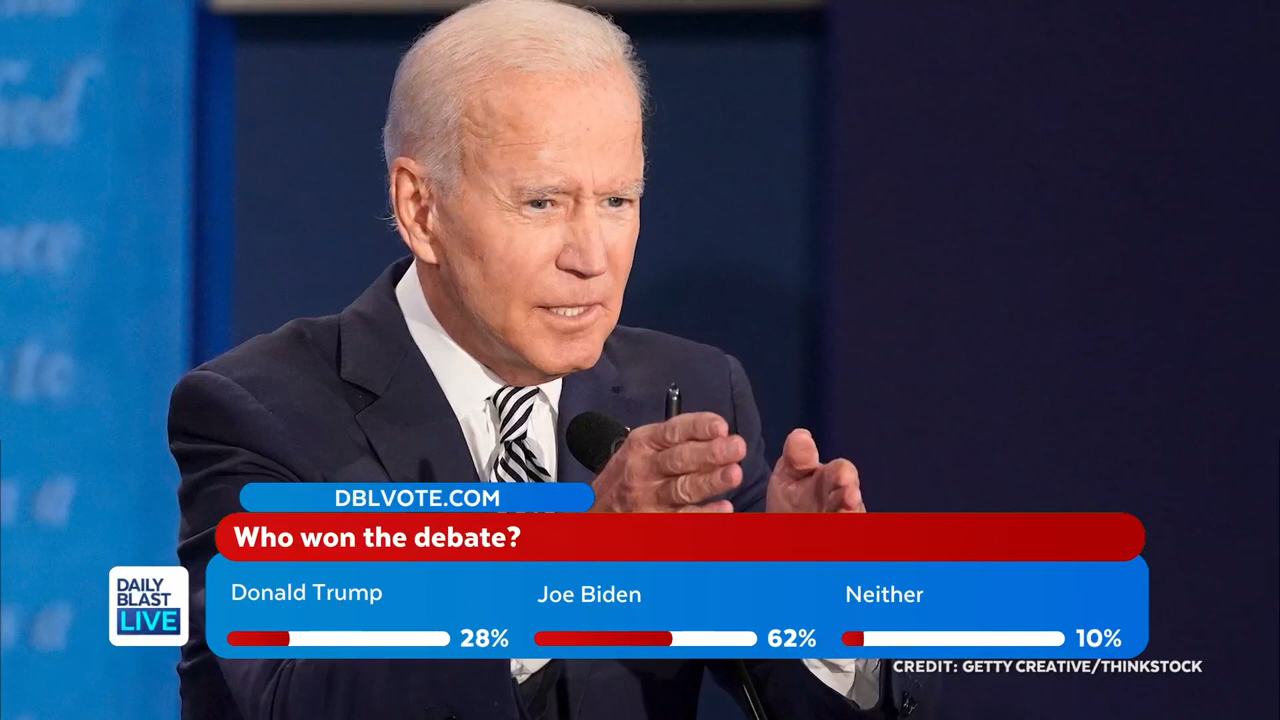 DBLVOTE.COM
Who won the debate?
DAILY
BLAST
LIVE
Donald Trump
Joe Biden
Neither
28%
62%
10%
CREDIT: GETTY CREATIVE/THINKSTOCK